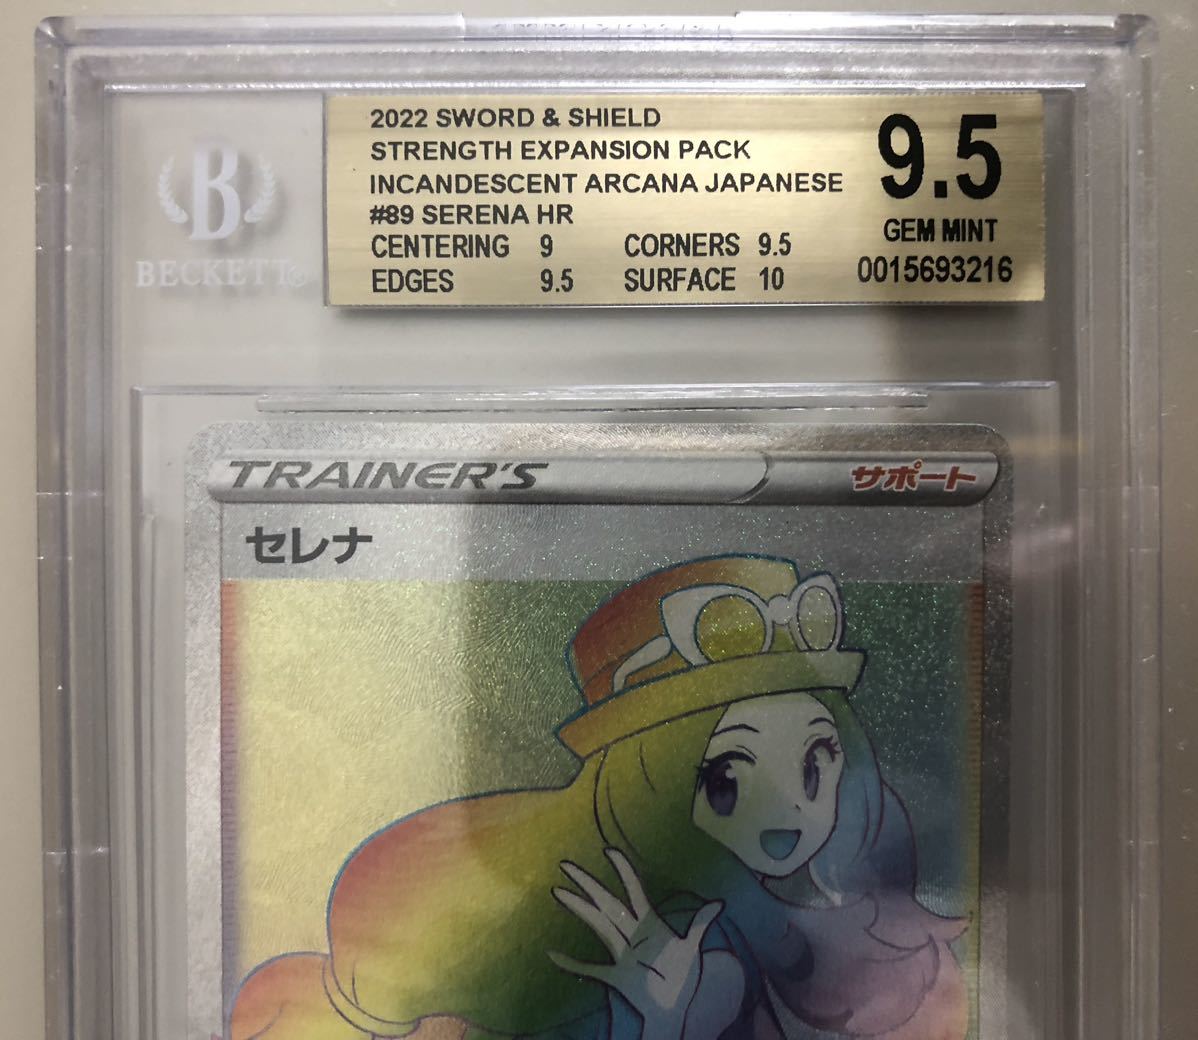 B
BECKETT®
2022 SWORD & SHIELD
STRENGTH EXPANSION PACK
INCANDESCENT ARCANA JAPANESE
#89 SERENA HR
CENTERING 9 CORNERS 9.5
EDGES 9.5 SURFACE 10
9.5
GEM MINT
0015693216
TRAINER'S サポート
セレナ